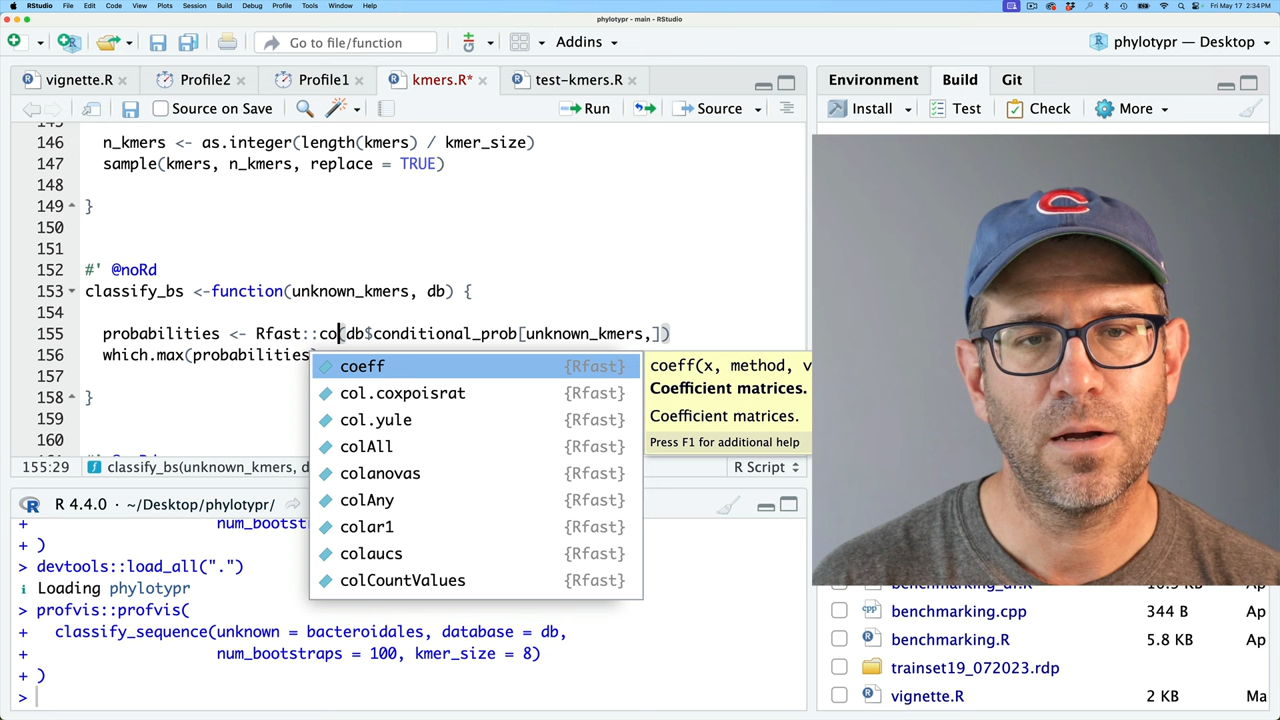 RStudio File Edit Code View Plots Session Build Debug Profile Tools Window Help Fri May 17 2:34 PM
phylotypr - main - RStudio
Go to file/function Addins phylotypr — Desktop
vignette.R Profile2 Profile1 kmers.R* test-kmers.R
Environment Build Git
Source on Save Run Source
Install Test Check More
146 n_kmers <- as.integer(length(kmers) / kmer_size)
147 sample(kmers, n_kmers, replace = TRUE)
148
149 }
150
151
152 #' @noRd
153 classify_bs <-function(unknown_kmers, db) {
154
155 probabilities <- Rfast::co(db$conditional_prob[unknown_kmers,])
156 which.max(probabilities)
157
158 }
159
160
155:29 classify_bs(unknown_kmers, d R Script
coeff {Rfast}
col.coxpoisrat {Rfast}
col.yule {Rfast}
colAll {Rfast}
colanovas {Rfast}
colAny {Rfast}
colar1 {Rfast}
colaucs {Rfast}
colCountValues {Rfast}
coeff(x, method, v
Coefficient matrices.
Coefficient matrices.
Press F1 for additional help
R 4.4.0 · ~/Desktop/phylotypr/
+ num_bootst
+ )
> devtools::load_all(".")
i Loading phylotypr
> profvis::profvis(
+ classify_sequence(unknown = bacteroidales, database = db,
+ num_bootstraps = 100, kmer_size = 8)
+ )
>
benchmarking.cpp 344 B Ap
benchmarking.R 5.8 KB Ap
trainset19_072023.rdp
vignette.R 2 KB Ma